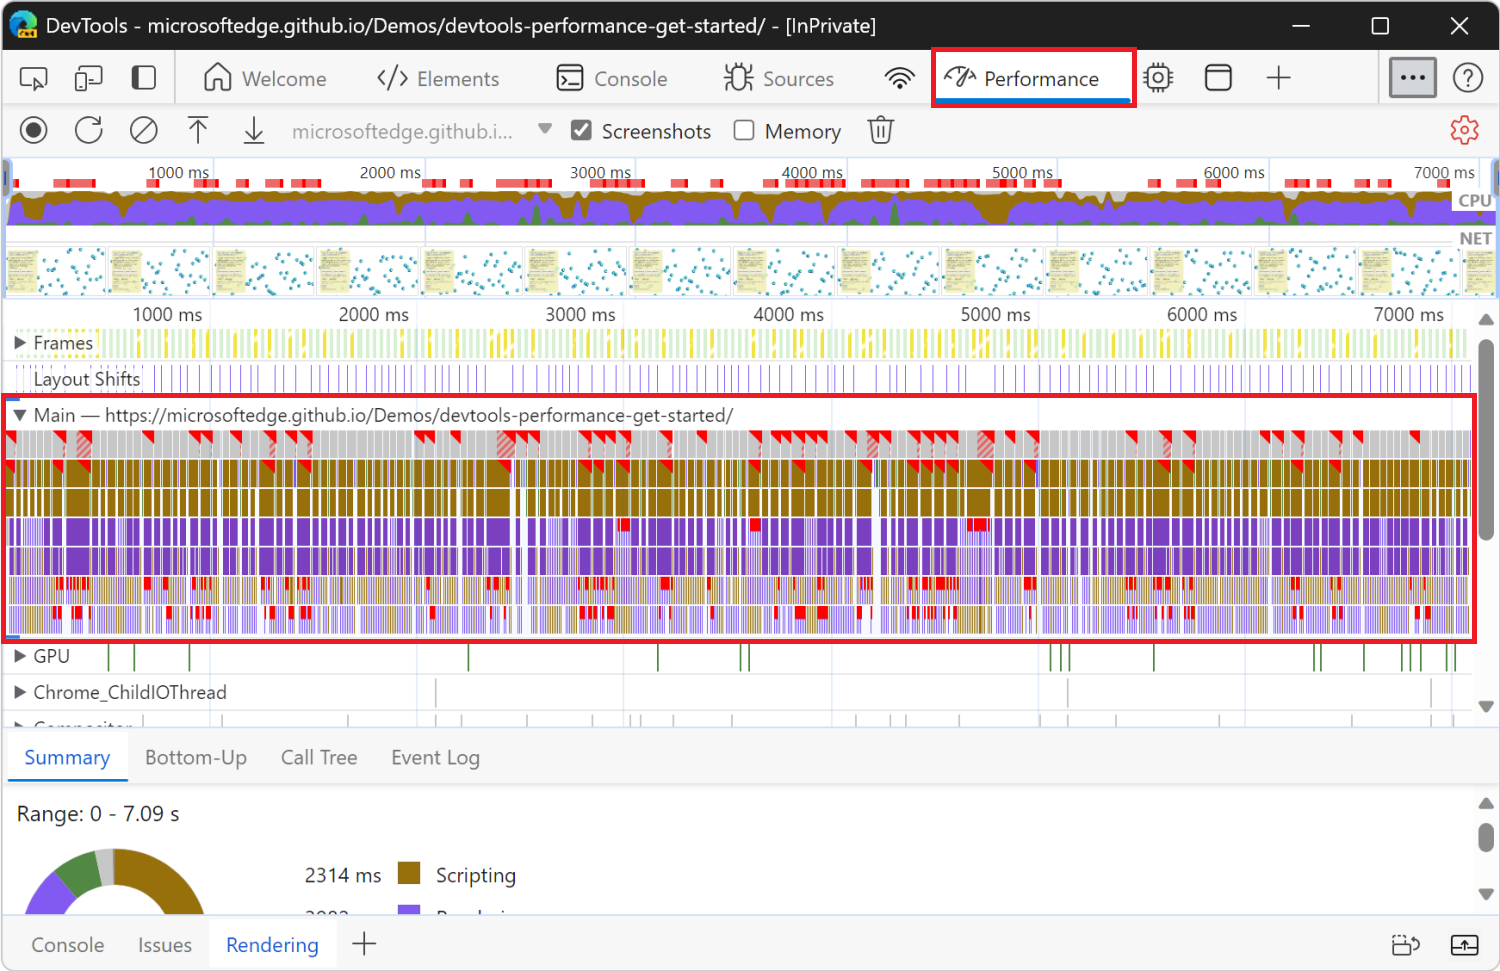 DevTools - microsoftedge.github.io/Demos/devtools-performance-get-started/ - [InPrivate]
Welcome Elements Console Sources Performance
microsoftedge.github.i... Screenshots Memory
1000 ms 2000 ms 3000 ms 4000 ms 5000 ms 6000 ms 7000 ms
CPU
NET
1000 ms 2000 ms 3000 ms 4000 ms 5000 ms 6000 ms 7000 ms
Frames
Layout Shifts
Main — https://microsoftedge.github.io/Demos/devtools-performance-get-started/
GPU
Chrome_ChildIOThread
Compositor
Summary Bottom-Up Call Tree Event Log
Range: 0 - 7.09 s
2314 ms Scripting
Console Issues Rendering